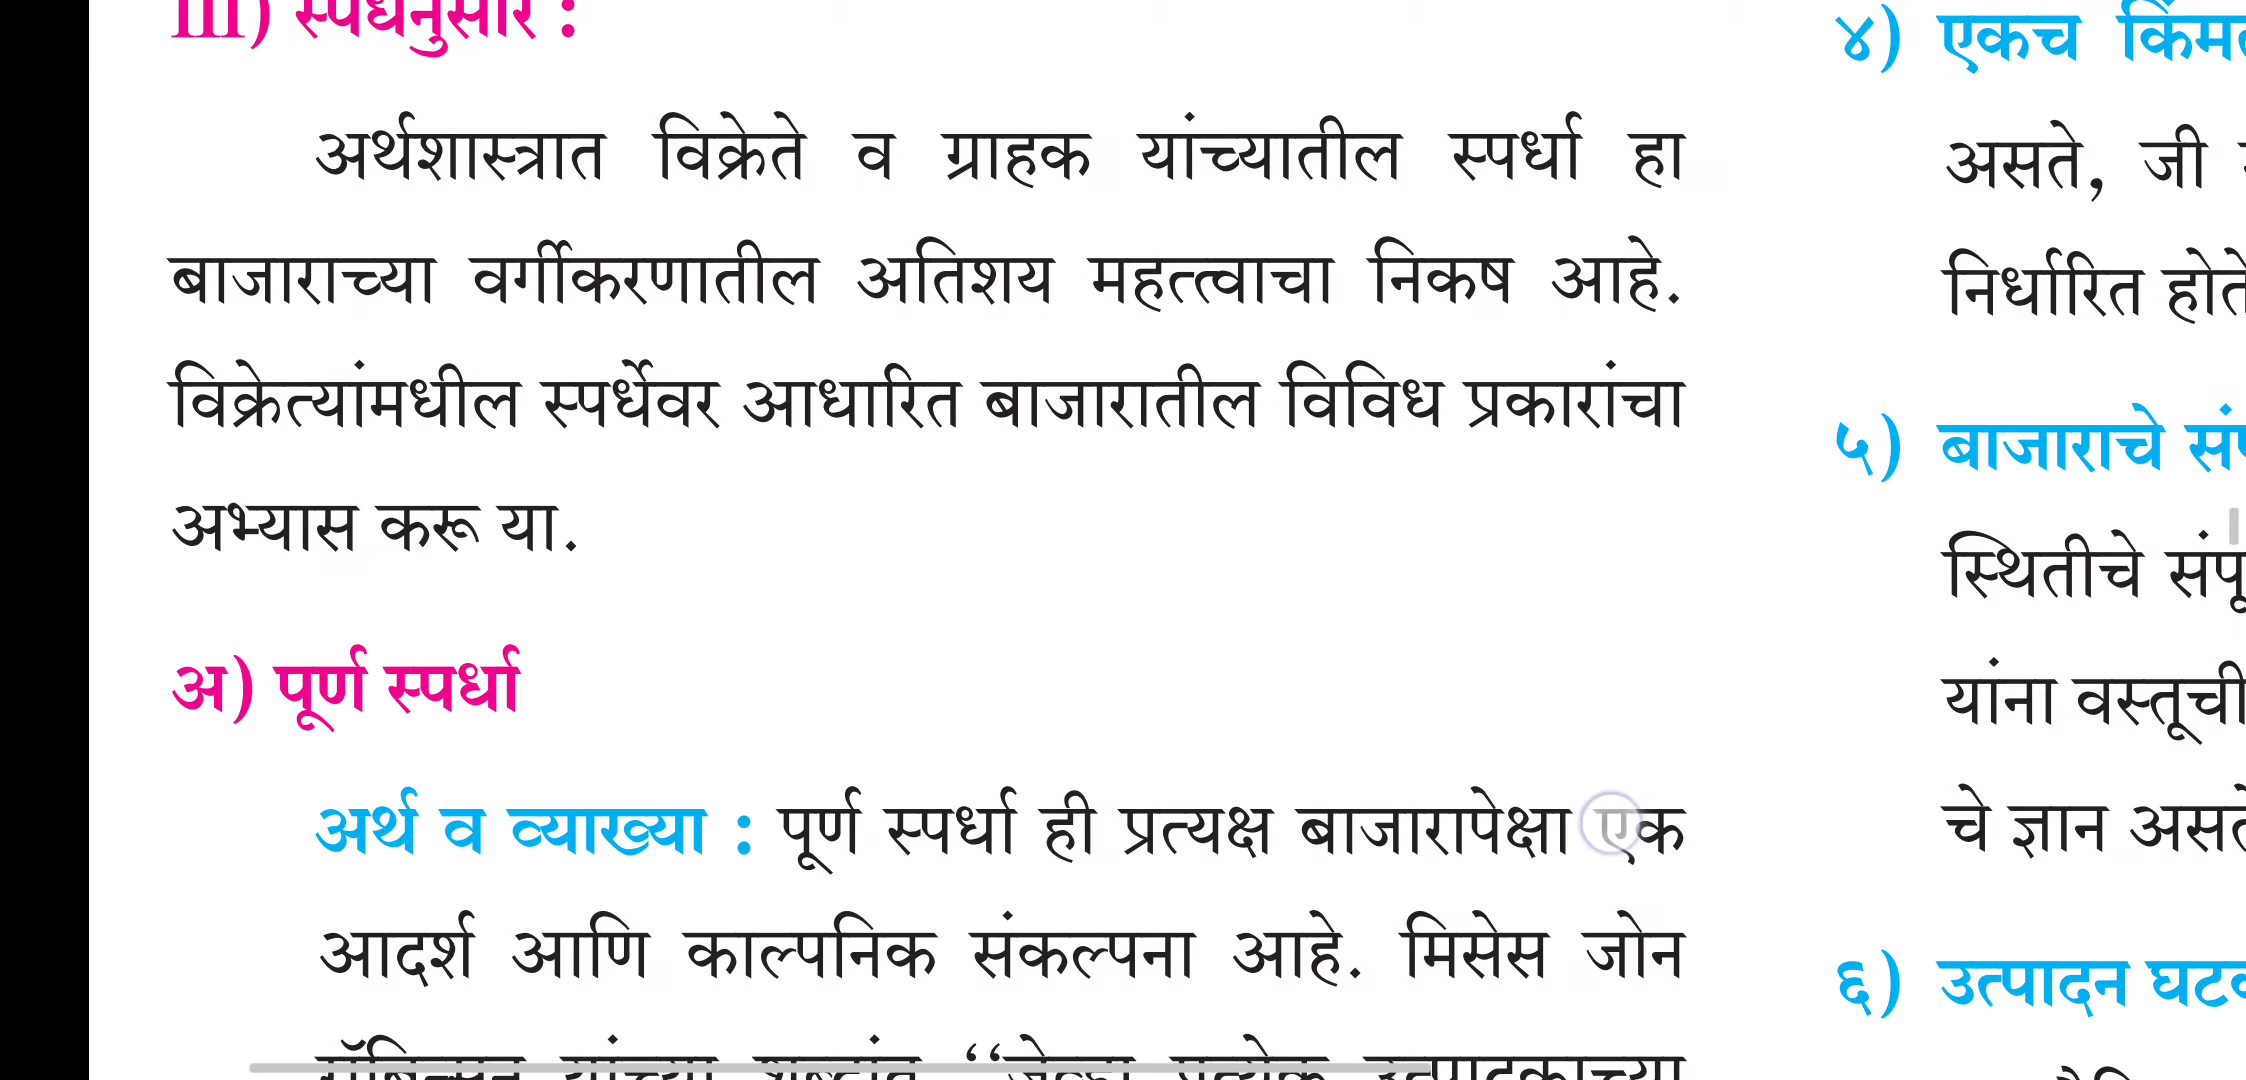 III) स्पर्धेनुसार :
अर्थशास्त्रात विक्रेते व ग्राहक यांच्यातील स्पर्धा हा
बाजाराच्या वर्गीकरणातील अतिशय महत्त्वाचा निकष आहे.
विक्रेत्यांमधील स्पर्धेवर आधारित बाजारातील विविध प्रकारांचा
अभ्यास करू या.
अ) पूर्ण स्पर्धा
अर्थ व व्याख्या : पूर्ण स्पर्धा ही प्रत्यक्ष बाजारापेक्षा एक
आदर्श आणि काल्पनिक संकल्पना आहे. मिसेस जोन
४) एकच
असते, जी
निर्धारित
५) बाजाराचे
स्थितीचे
यांना वस्तूची
चे ज्ञान
६) उत्पादन